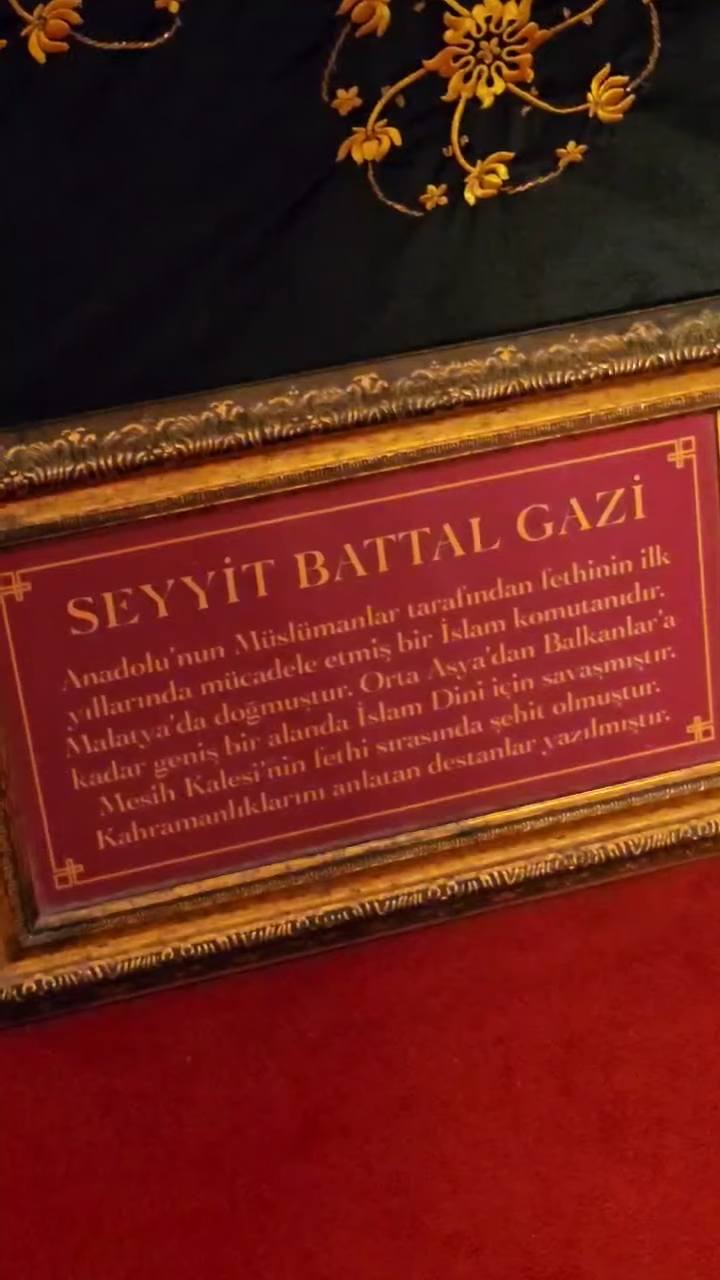 SEYYİT BATTAL GAZİ
Anadolu'nun Müslümanlar tarafından fethinin ilk
yıllarında mücadele etmiş bir İslam komutanıdır.
Malatya'da doğmuştur. Orta Asya'dan Balkanlar'a
kadar geniş bir alanda İslam Dini için savaşmıştır.
Mesih Kalesi'nin fethi sırasında şehit olmuştur.
Kahramanlıklarını anlatan destanlar yazılmıştır.